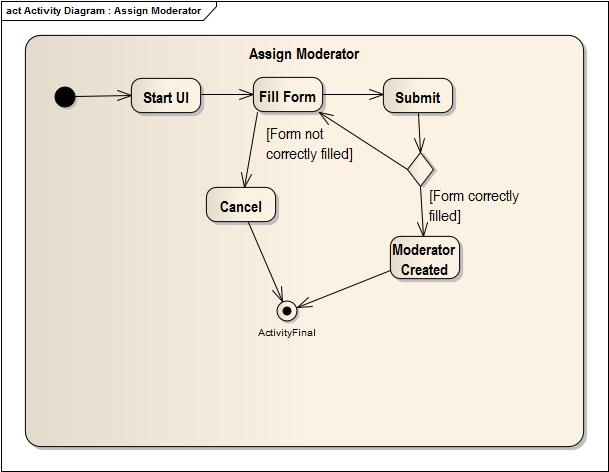 act Activity Diagram : Assign Moderator
Assign Moderator
Start UI
Fill Form
Submit
[Form not
correctly filled]
[Form correctly
filled]
Cancel
Moderator
Created
ActivityFinal